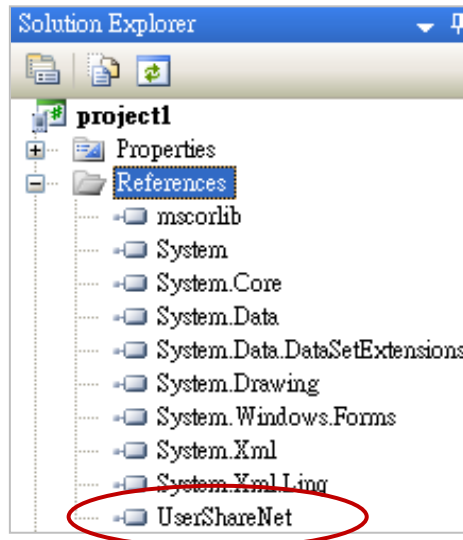 Solution Explorer
project1
Properties
References
mscorlib
System
System.Core
System.Data
System.Data.DataSetExtensions
System.Drawing
System.Windows.Forms
System.Xml
System.Xml.Linq
UserShareNet